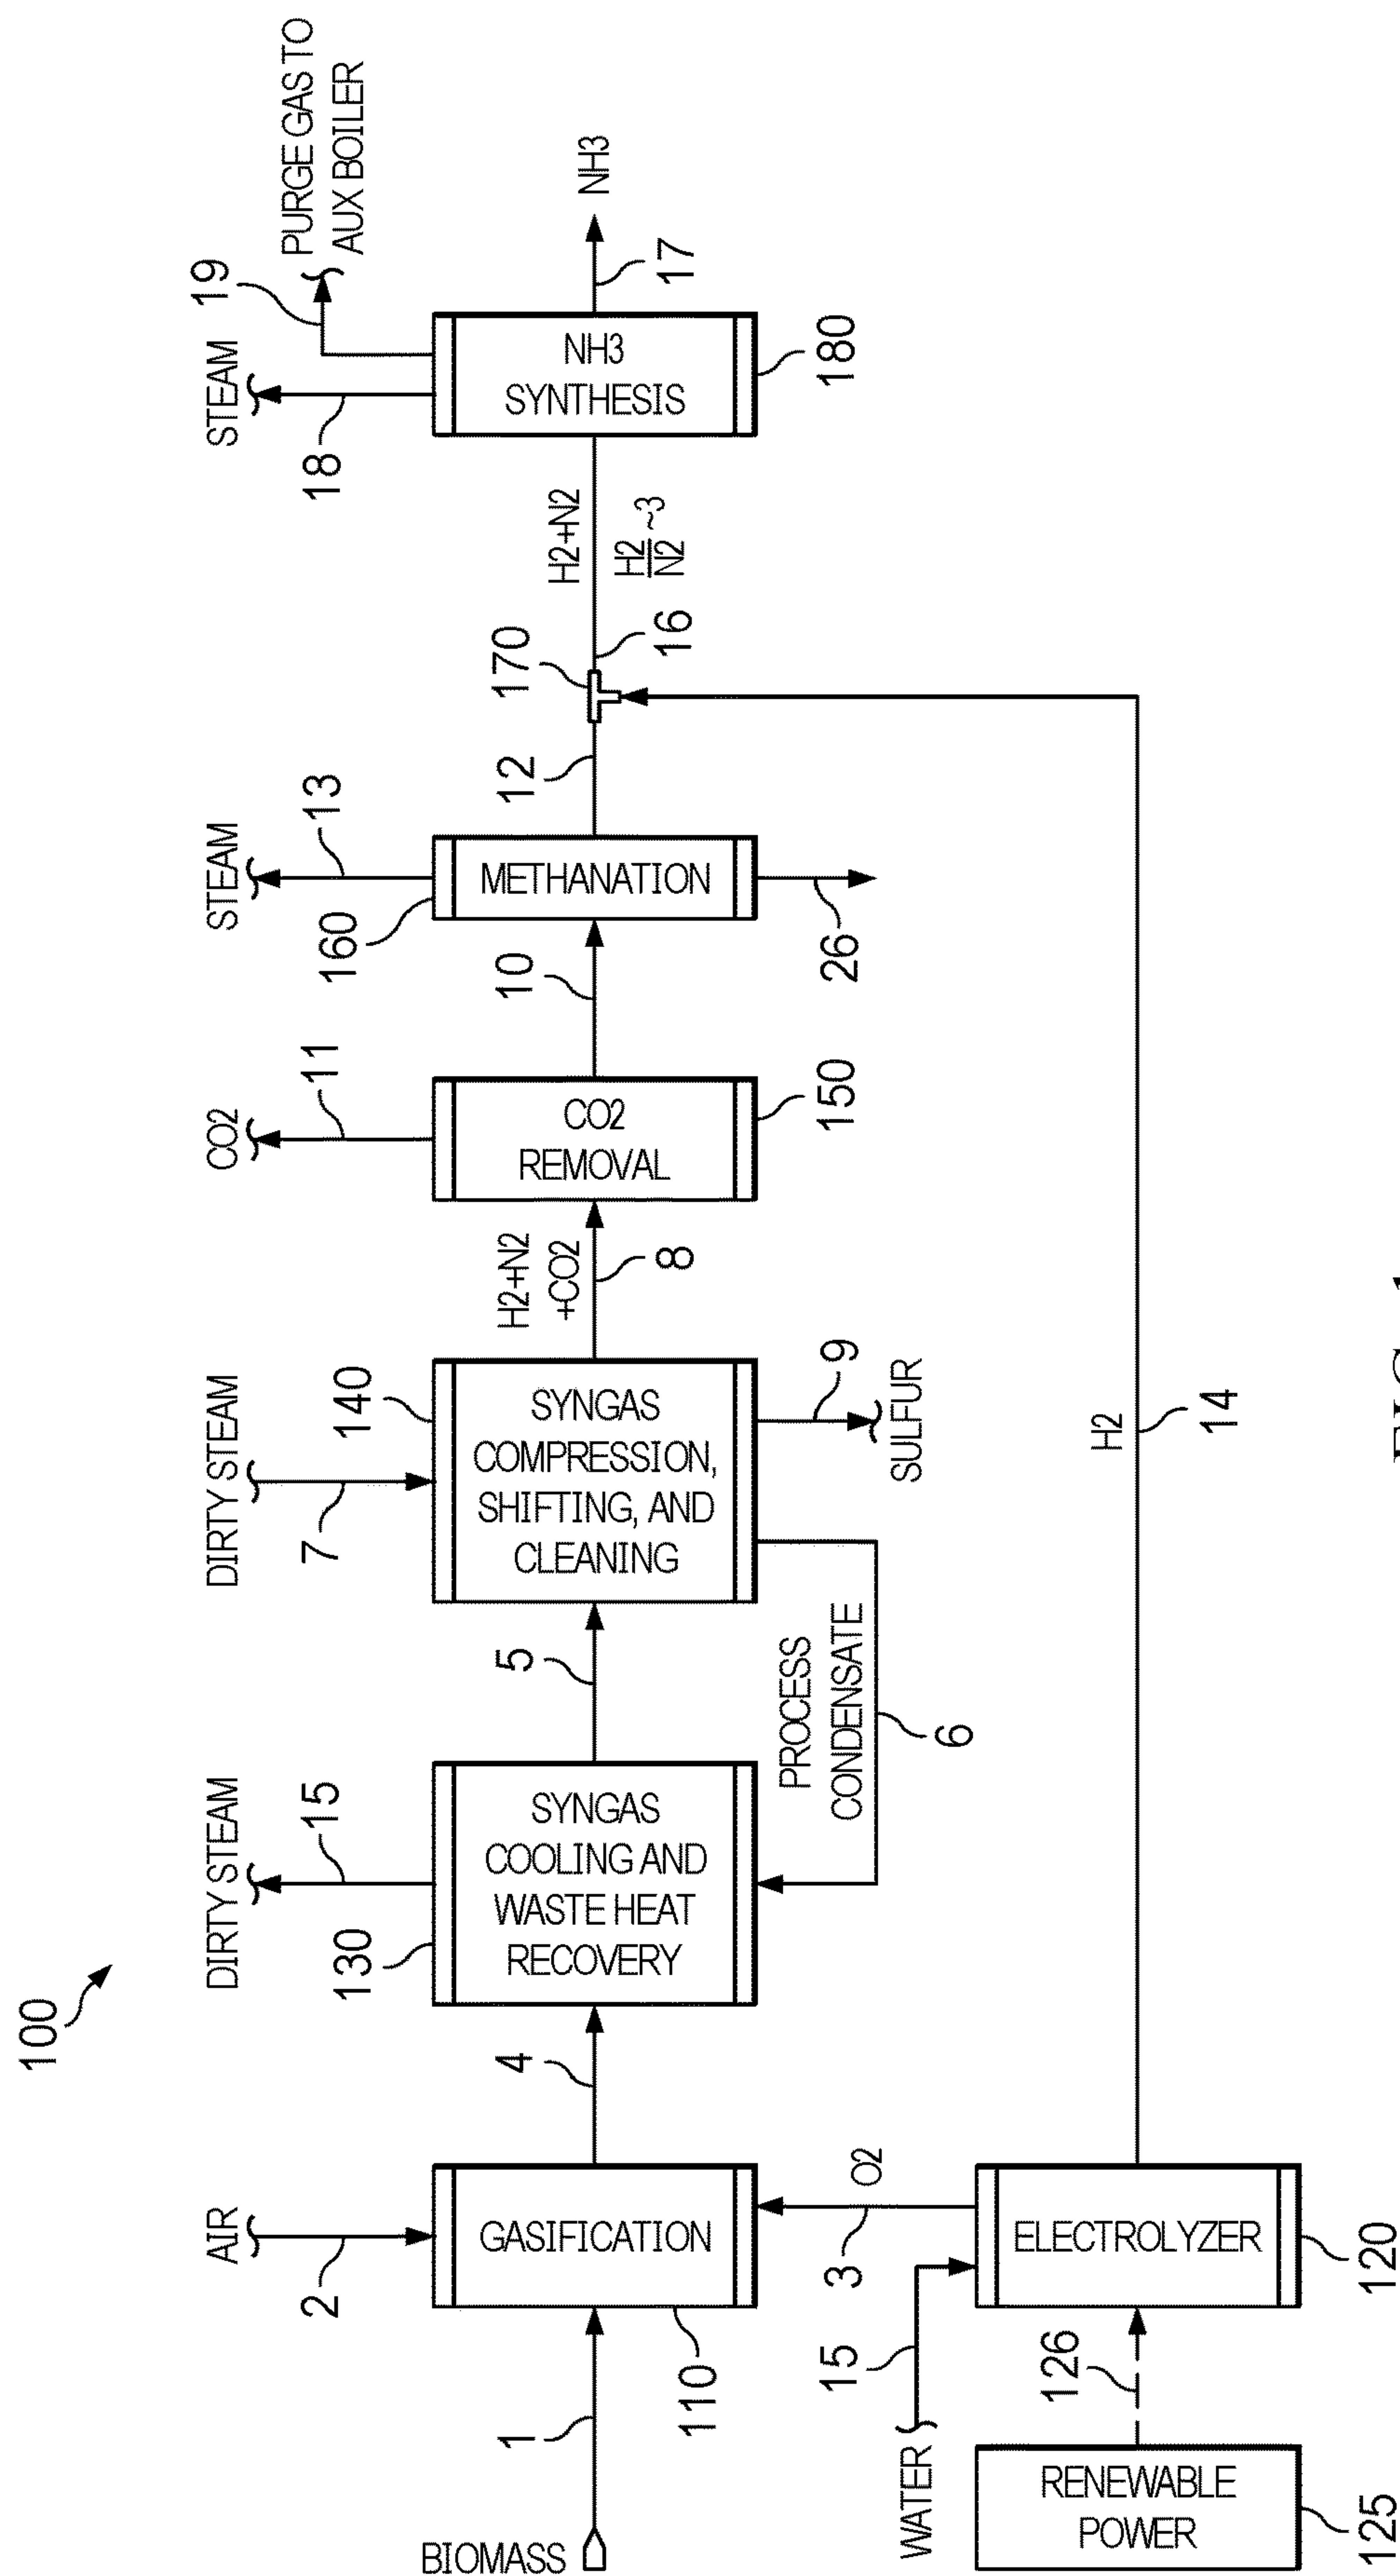 100
AIR
DIRTY STEAM
DIRTY STEAM
CO2
STEAM
STEAM
19
PURGE GAS TO
AUX BOILER
2
15
7
11
13
18
130
140
160
BIOMASS
1
GASIFICATION
4
SYNGAS
COOLING AND
WASTE HEAT
RECOVERY
5
SYNGAS
COMPRESSION,
SHIFTING, AND
CLEANING
H2+N2
+CO2
8
CO2
REMOVAL
10
METHANATION
12
170
16
H2+N2
H2
N2
~3
NH3
SYNTHESIS
NH3
17
110
3
O2
PROCESS
CONDENSATE
6
9
SULFUR
150
26
180
WATER
15
RENEWABLE
POWER
125
126
ELECTROLYZER
120
H2
14
FIG. 1